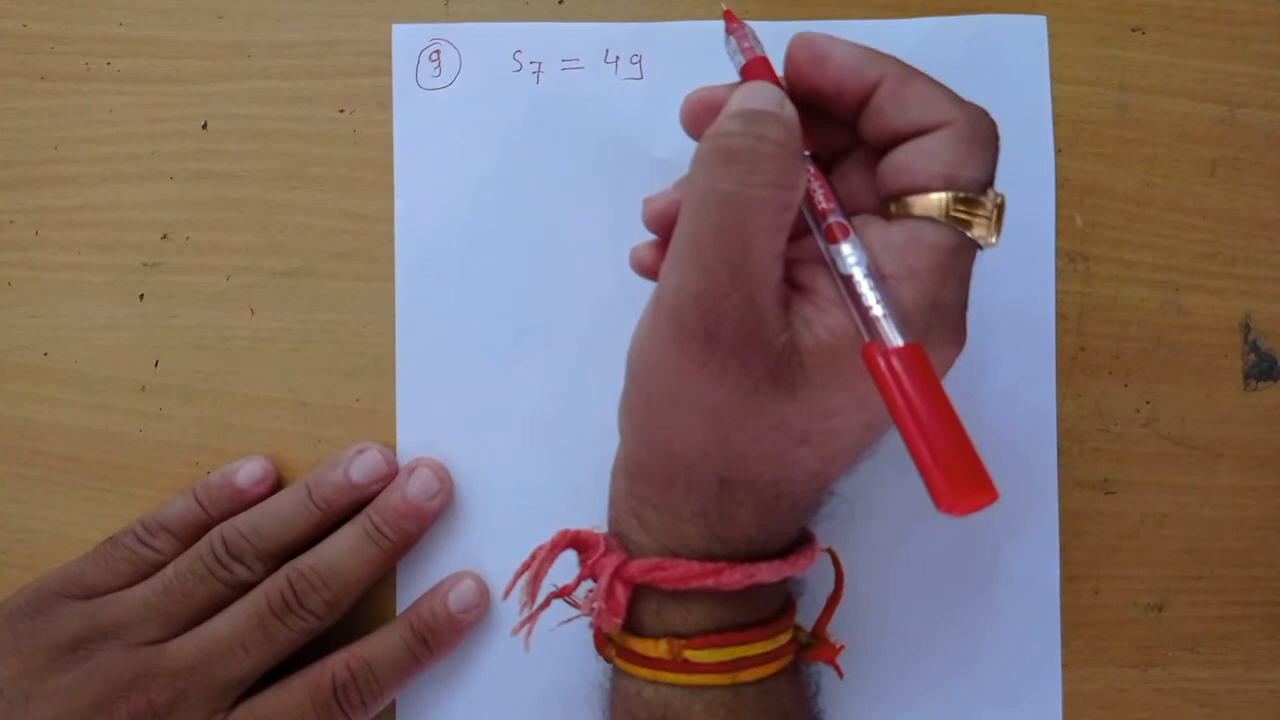 9 S₇ = 49